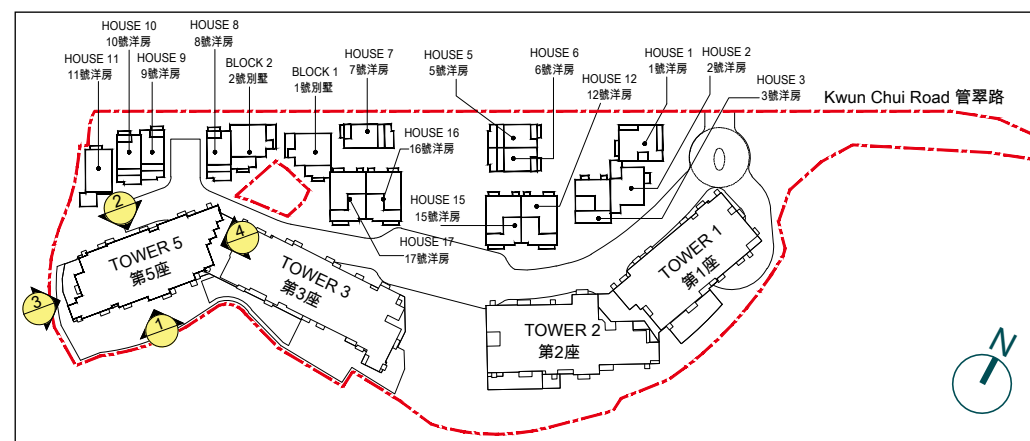 HOUSE 10
10號洋房
HOUSE 11
11號洋房
HOUSE 9
9號洋房
HOUSE 8
8號洋房
BLOCK 2
2號別墅
BLOCK 1
1號別墅
HOUSE 7
7號洋房
HOUSE 5
5號洋房
HOUSE 6
6號洋房
HOUSE 12
12號洋房
HOUSE 1
1號洋房
HOUSE 2
2號洋房
HOUSE 3
3號洋房
Kwun Chui Road 管翠路
HOUSE 16
16號洋房
HOUSE 15
15號洋房
HOUSE 17
17號洋房
2
4
3
1
TOWER 5
第5座
TOWER 3
第3座
TOWER 2
第2座
TOWER 1
第1座
N